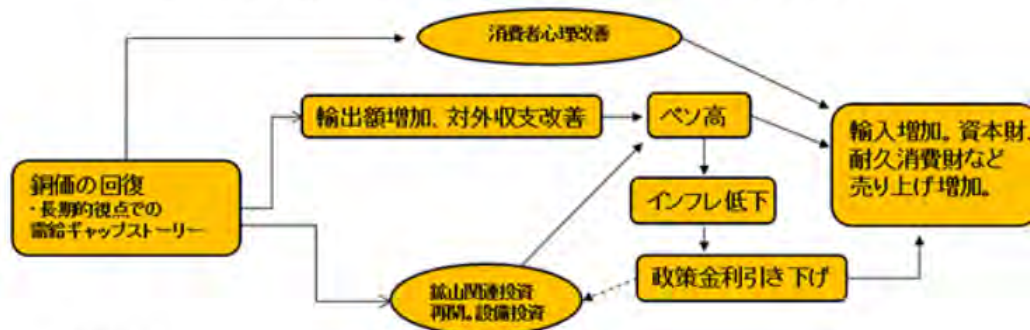 消費者心理改善
輸出額増加、対外収支改善
ペソ高
輸入増加。資本財、
耐久消費財など
売り上げ増加。
銅価の回復
・長期的視点での
需給ギャップストーリー
インフレ低下
政策金利引き下げ
鉱山関連投資
再開。設備投資